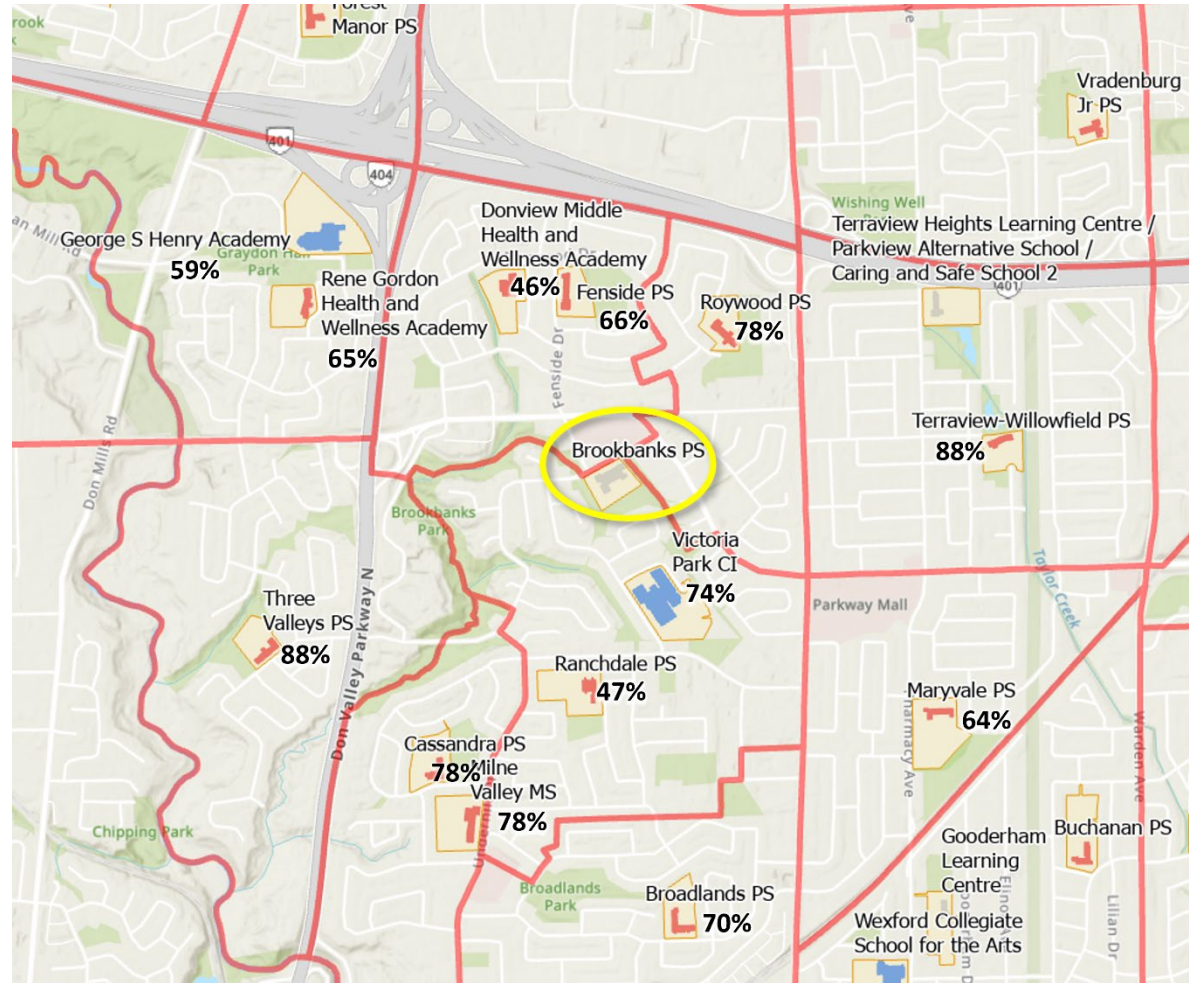 Forest
Manor PS
Vradenburg
Jr PS
401
404
Wishing Well
Donview Middle
Health and
Wellness Academy
46%
Terraview Heights Learning Centre /
Parkview Alternative School /
Caring and Safe School 2
401
George S Henry Academy
59%
Graydon Hall
Park
Rene Gordon
Health and
Wellness Academy
65%
Fenside PS
66%
Roywood PS
78%
Fenside Dr
Terraview-Willowfield PS
88%
Brookbanks PS
Don Mills Rd
Brookbanks
Park
Victoria
Park CI
74%
Taylor Creek
Parkway Mall
Three
Valleys PS
88%
Don Valley Parkway N
Ranchdale PS
47%
Maryvale PS
64%
Pharmacy Ave
Warden Ave
Cassandra PS
78%
Milne
Valley MS
78%
Chipping Park
Gooderham
Learning
Centre
Buchanan PS
Broadlands
Park
Broadlands PS
70%
Lilian Dr
Wexford Collegiate
School for the Arts